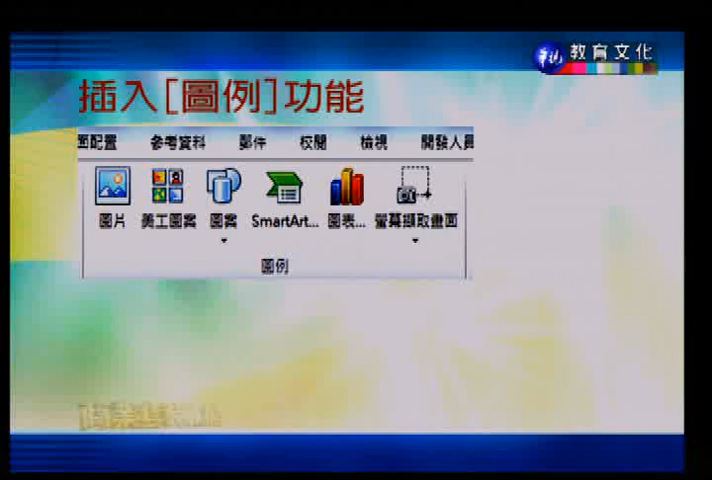 華視 教育文化
插入[圖例]功能
面配置 參考資料 郵件 校閱 檢視 開發人員
圖片 美工圖案 圖案 SmartArt... 圖表... 螢幕擷取畫面
圖例